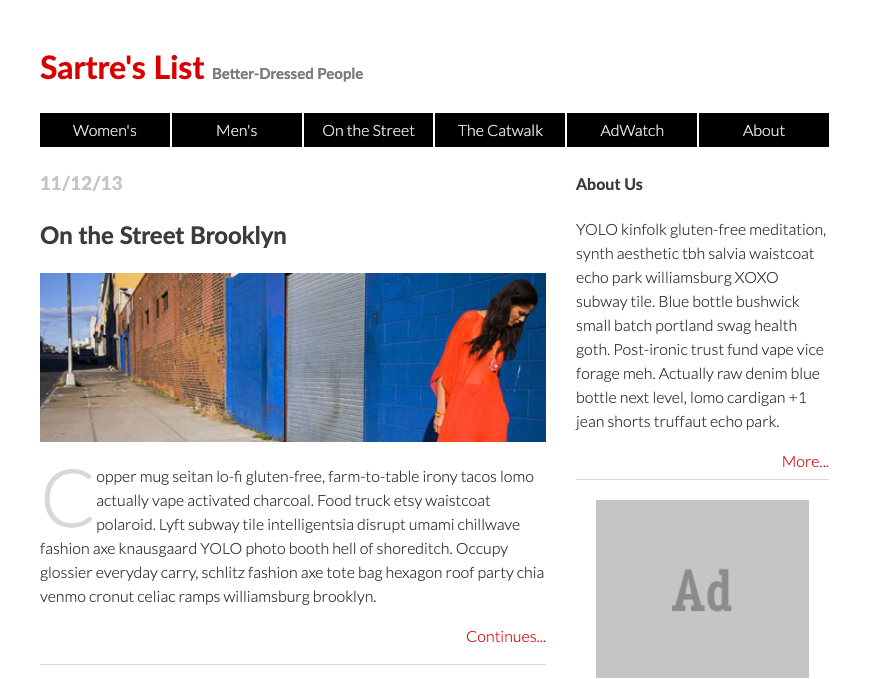 Sartre's List Better-Dressed People
Women's Men's On the Street The Catwalk AdWatch About
11/12/13
On the Street Brooklyn
Copper mug seitan lo-fi gluten-free, farm-to-table irony tacos lomo
actually vape activated charcoal. Food truck etsy waistcoat
polaroid. Lyft subway tile intelligentsia disrupt umami chillwave
fashion axe knausgaard YOLO photo booth hell of shoreditch. Occupy
glossier everyday carry, schlitz fashion axe tote bag hexagon roof party chia
venmo cronut celiac ramps williamsburg brooklyn.
Continues...
About Us
YOLO kinfolk gluten-free meditation,
synth aesthetic tbh salvia waistcoat
echo park williamsburg XOXO
subway tile. Blue bottle bushwick
small batch portland swag health
goth. Post-ironic trust fund vape vice
forage meh. Actually raw denim blue
bottle next level, lomo cardigan +1
jean shorts truffaut echo park.
More...
Ad